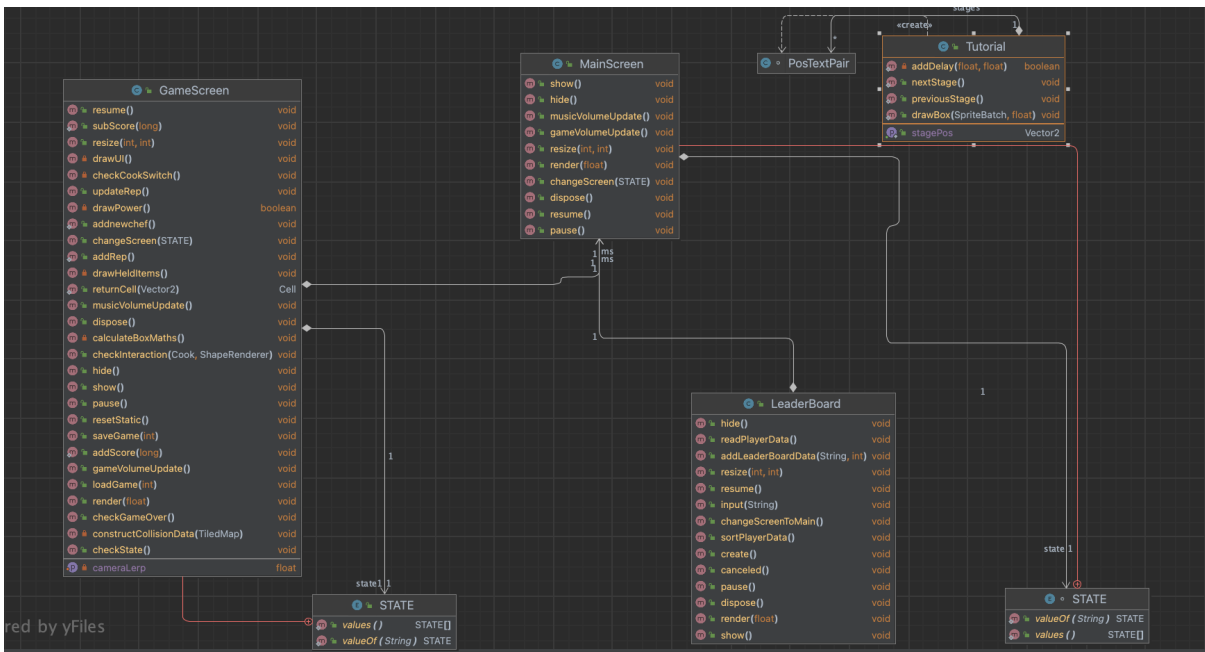 GameScreen
resume() void
subScore(long) void
resize(int, int) void
drawUI() void
checkCookSwitch() void
updateRep() void
drawPower() boolean
addnewchef() void
changeScreen(STATE) void
addRep() void
drawHeldItems() void
returnCell(Vector2) Cell
musicVolumeUpdate() void
dispose() void
calculateBoxMaths() void
checkInteraction(Cook, ShapeRenderer) void
hide() void
show() void
pause() void
resetStatic() void
saveGame(int) void
addScore(long) void
gameVolumeUpdate() void
loadGame(int) void
render(float) void
checkGameOver() void
constructCollisionData(TiledMap) void
checkState() void
cameraLerp float
MainScreen
show() void
hide() void
musicVolumeUpdate() void
gameVolumeUpdate() void
resize(int, int) void
render(float) void
changeScreen(STATE) void
dispose() void
resume() void
pause() void
1 ms
1 ms
1
1
stages
«create» 1
*
PosTextPair
Tutorial
addDelay(float, float) boolean
nextStage() void
previousStage() void
drawBox(SpriteBatch, float) void
stagePos Vector2
1
1
LeaderBoard
hide() void
readPlayerData() void
addLeaderBoardData(String, int) void
resize(int, int) void
resume() void
input(String) void
changeScreenToMain() void
sortPlayerData() void
create() void
canceled() void
pause() void
dispose() void
render(float) void
show() void
state1 1
STATE
values() STATE[]
valueOf(String) STATE
state 1
STATE
valueOf(String) STATE
values() STATE[]
red by yFiles